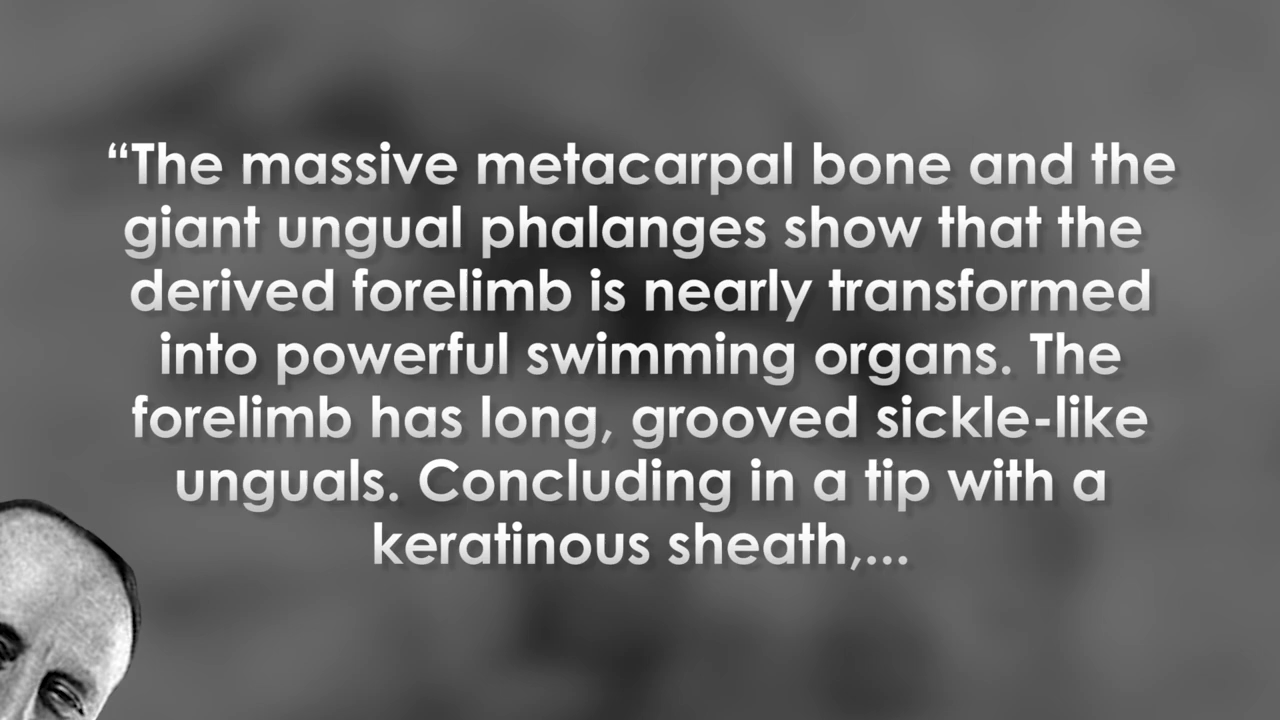 “The massive metacarpal bone and the
giant ungual phalanges show that the
derived forelimb is nearly transformed
into powerful swimming organs. The
forelimb has long, grooved sickle-like
unguals. Concluding in a tip with a
keratinous sheath,...